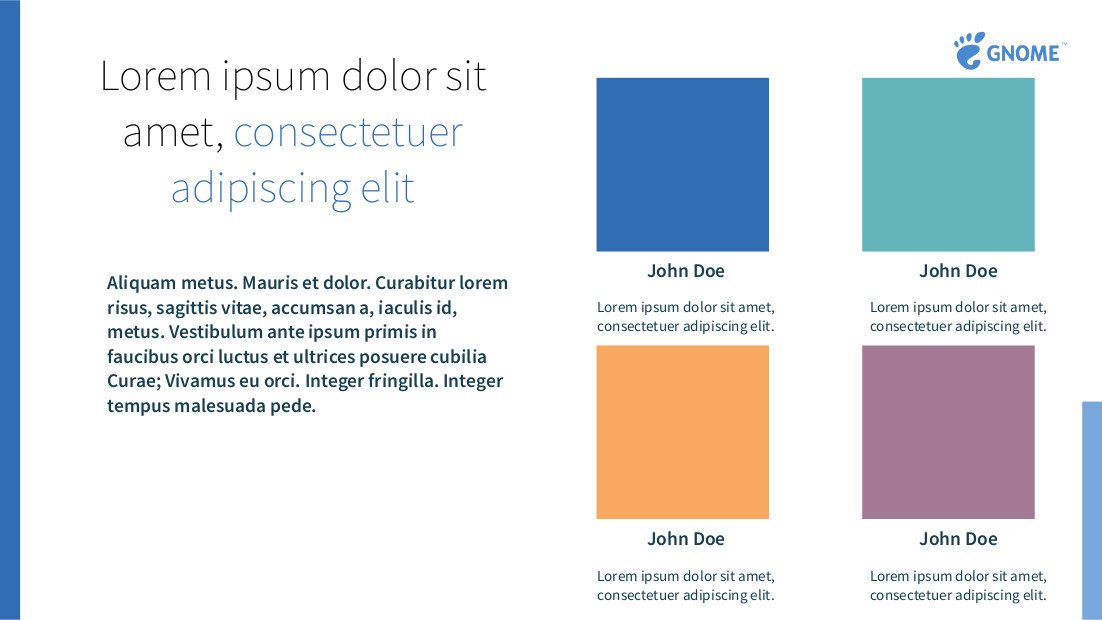 Lorem ipsum dolor sit
amet, consectetuer
adipiscing elit
Aliquam metus. Mauris et dolor. Curabitur lorem
risus, sagittis vitae, accumsan a, iaculis id,
metus. Vestibulum ante ipsum primis in
faucibus orci luctus et ultrices posuere cubilia
Curae; Vivamus eu orci. Integer fringilla. Integer
tempus malesuada pede.
GNOME™
John Doe
Lorem ipsum dolor sit amet,
consectetuer adipiscing elit.
John Doe
Lorem ipsum dolor sit amet,
consectetuer adipiscing elit.
John Doe
Lorem ipsum dolor sit amet,
consectetuer adipiscing elit.
John Doe
Lorem ipsum dolor sit amet,
consectetuer adipiscing elit.